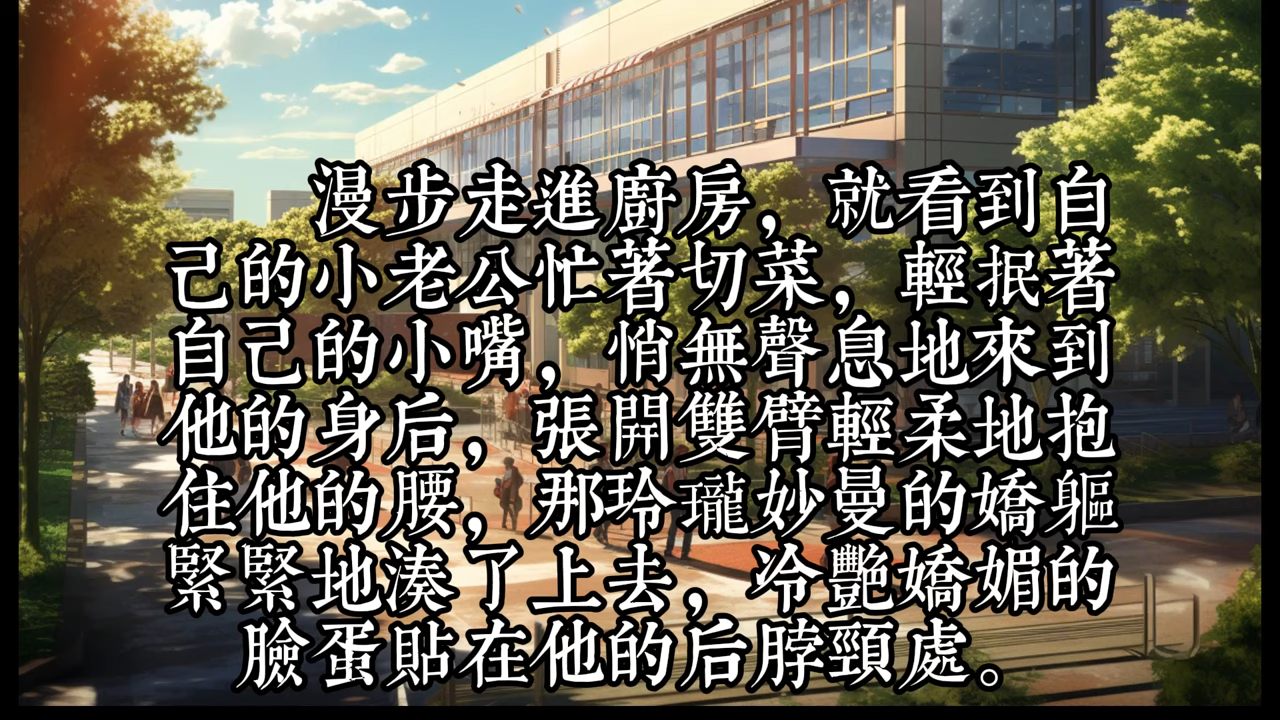 漫步走進廚房，就看到自
己的小老公忙著切菜，輕抿著
自己的小嘴，悄無聲息地來到
他的身后，張開雙臂輕柔地抱
住他的腰，那玲瓏妙曼的嬌軀
緊緊地湊了上去，冷艷嬌媚的
臉蛋貼在他的后脖頸處。